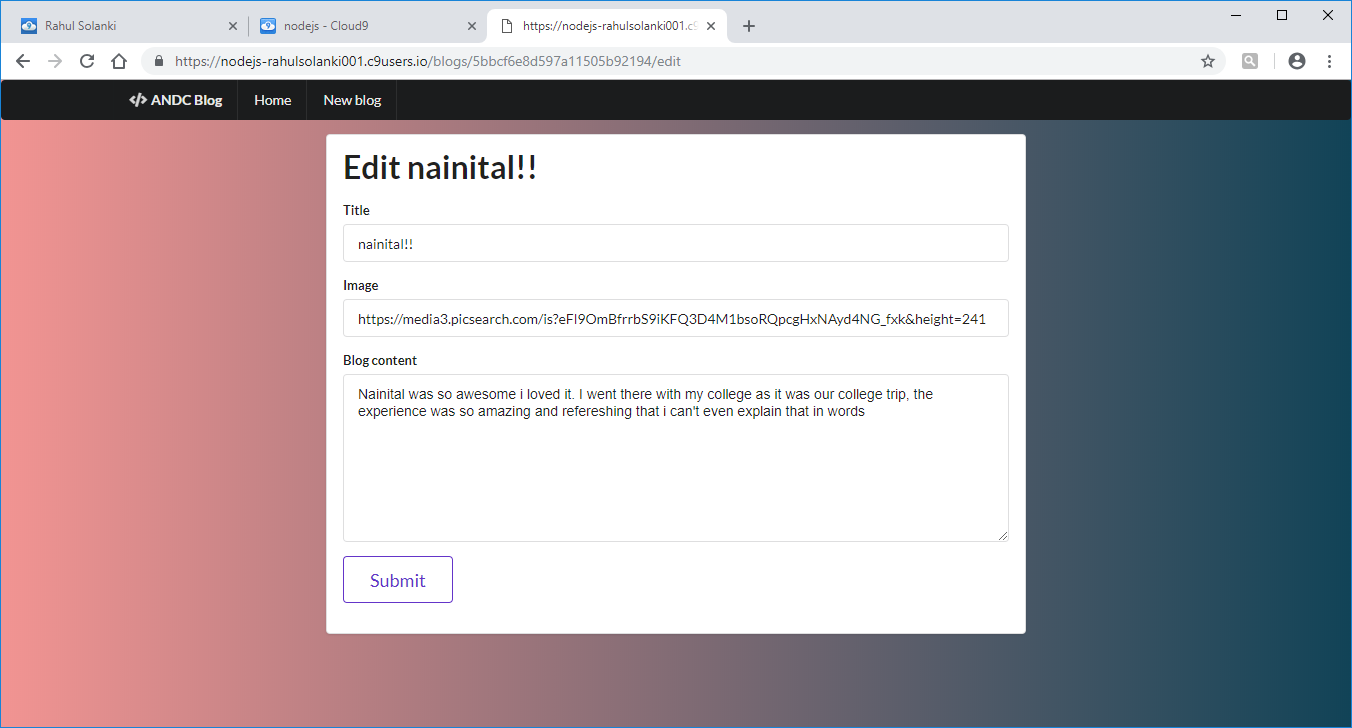 Rahul Solanki
nodejs - Cloud9
https://nodejs-rahulsolanki001.c9
https://nodejs-rahulsolanki001.c9users.io/blogs/5bbcf6e8d597a11505b92194/edit
ANDC Blog
Home
New blog
Edit nainital!!
Title
nainital!!
Image
https://media3.picsearch.com/is?eFI9OmBfrrbS9iKFQ3D4M1bsoRQpcgHxNAyd4NG_fxk&height=241
Blog content
Nainital was so awesome i loved it. I went there with my college as it was our college trip, the
experience was so amazing and refereshing that i can't even explain that in words
Submit